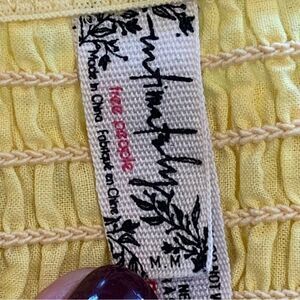 intimately
free people
Made in China Fabriqué en Chine
M M